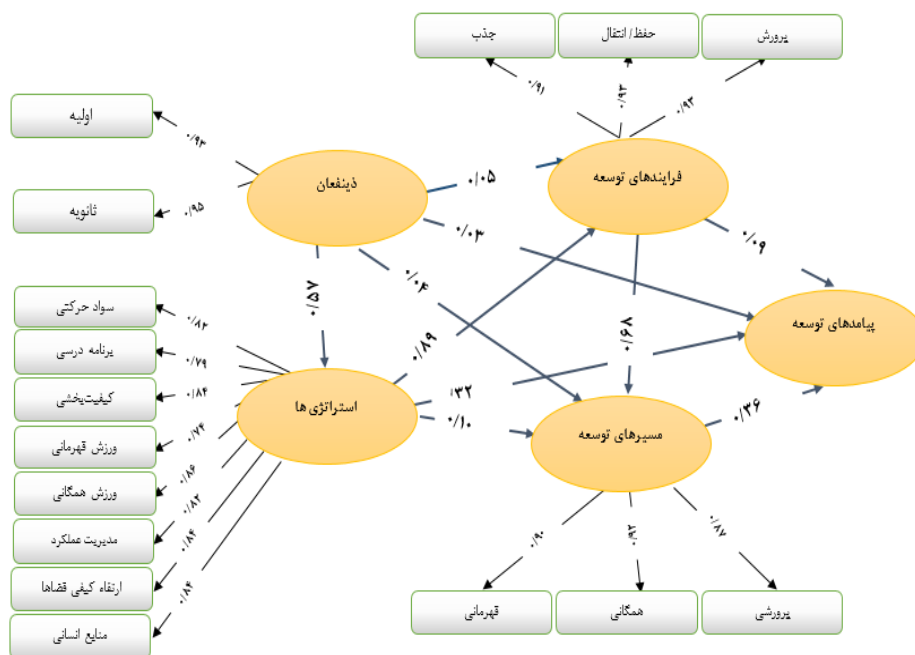 جذب
حفظ/انتقال
پرورش
۰/۹۱
۰/۹۳
۰/۹۳
اولیه
۰/۹۳
ذینفعان
۰/۰۵
فرایندهای توسعه
ثانویه
۰/۹۵
۰/۰۳
۰/۰۹
۰/۵۷
۰/۰۴
سواد حرکتی
۰/۸۲
۰/۸۹
۰/۶۸
پیامدهای توسعه
برنامه درسی
۰/۷۹
کیفیت‌بخشی
۰/۸۴
استراتژی ها
۳۲
۰/۱۰
مسیرهای توسعه
۰/۳۶
ورزش قهرمانی
۰/۷۴
ورزش همگانی
۰/۸۶
مدیریت عملکرد
۰/۸۲
ارتقاء کیفی فضاها
۰/۸۴
منابع انسانی
۰/۸۴
۰/۹۰
۰/۹۲
۰/۸۷
قهرمانی
همگانی
پرورشی